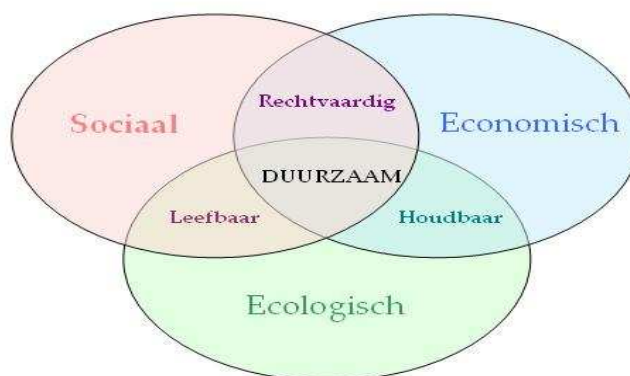 Rechtvaardig
Sociaal
Economisch
DUURZAAM
Leefbaar
Houdbaar
Ecologisch